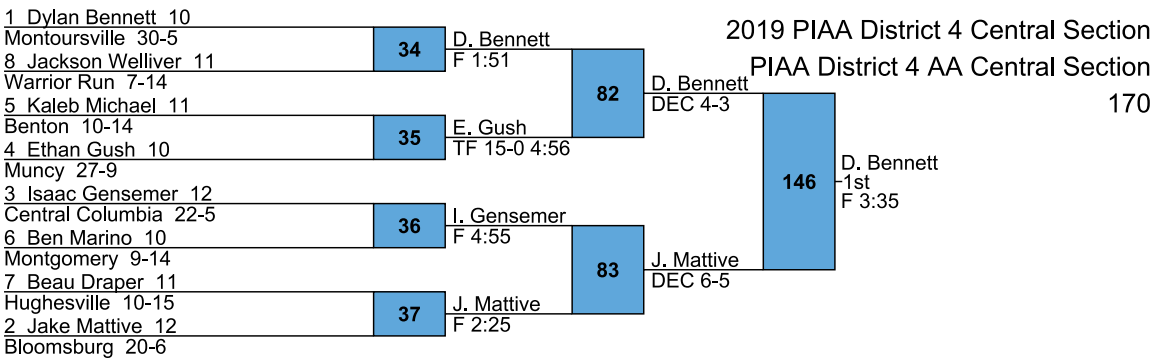 2019 PIAA District 4 Central Section
PIAA District 4 AA Central Section
170
1 Dylan Bennett 10
Montoursville 30-5
8 Jackson Welliver 11
Warrior Run 7-14
5 Kaleb Michael 11
Benton 10-14
4 Ethan Gush 10
Muncy 27-9
3 Isaac Gensemer 12
Central Columbia 22-5
6 Ben Marino 10
Montgomery 9-14
7 Beau Draper 11
Hughesville 10-15
2 Jake Mattive 12
Bloomsburg 20-6
34
35
36
37
D. Bennett
F 1:51
E. Gush
TF 15-0 4:56
I. Gensemer
F 4:55
J. Mattive
F 2:25
82
83
D. Bennett
DEC 4-3
J. Mattive
DEC 6-5
146
D. Bennett
1st
F 3:35